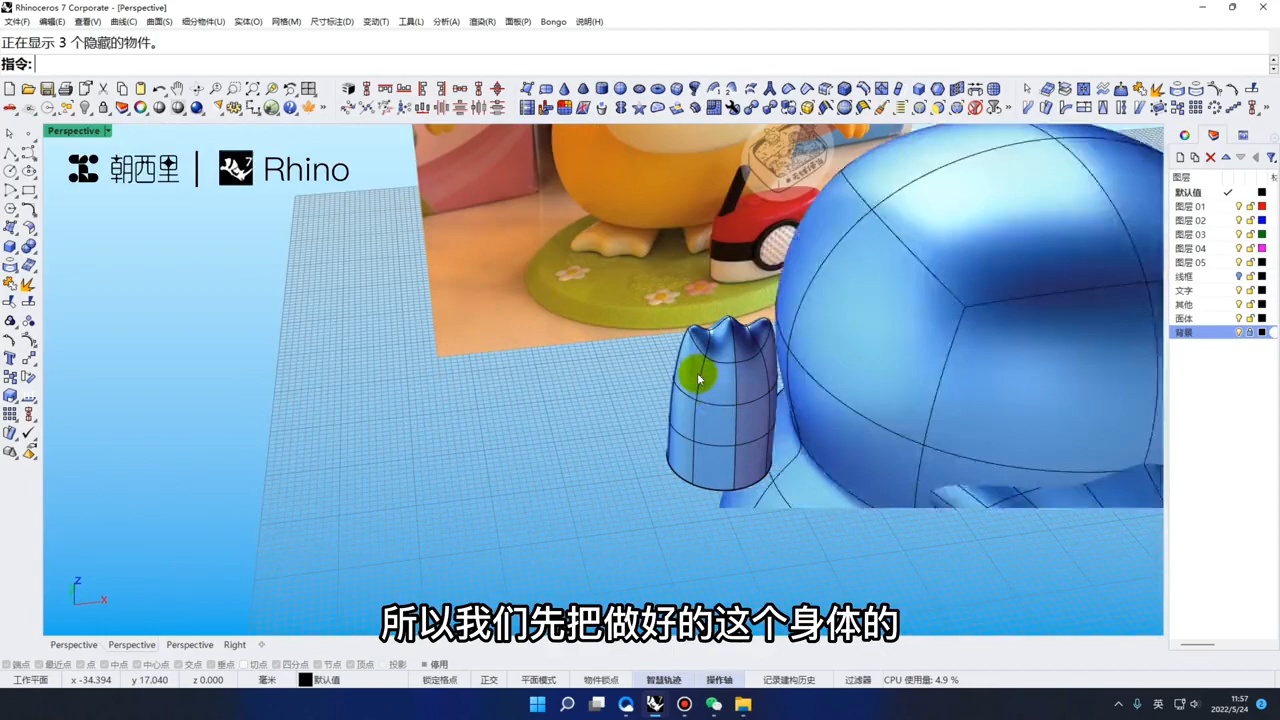 Rhinoceros 7 Corporate - [Perspective]
文件(F) 编辑(E) 查看(V) 曲线(C) 曲面(S) 细分物件(U) 实体(O) 网格(M) 尺寸标注(D) 变动(T) 工具(L) 分析(A) 渲染(R) 面板(P) Bongo 说明(H)
正在显示 3 个隐藏的物件。
指令:
Perspective
朝西里 | Rhino
图层
默认值
图层 01
图层 02
图层 03
图层 04
图层 05
线框
文字
其他
面体
背景
z
x
所以我们先把做好的这个身体的
Perspective Perspective Perspective Right
端点 最近点 点 中点 中心点 交点 垂点 切点 四分点 节点 顶点 投影 停用
工作平面 x -34.394 y 17.040 z 0.000 毫米 默认值 锁定格点 正交 平面模式 物件锁点 智慧轨迹 操作轴 记录建构历史 过滤器 CPU 使用量: 4.9 %
英 11:57
2022/5/24